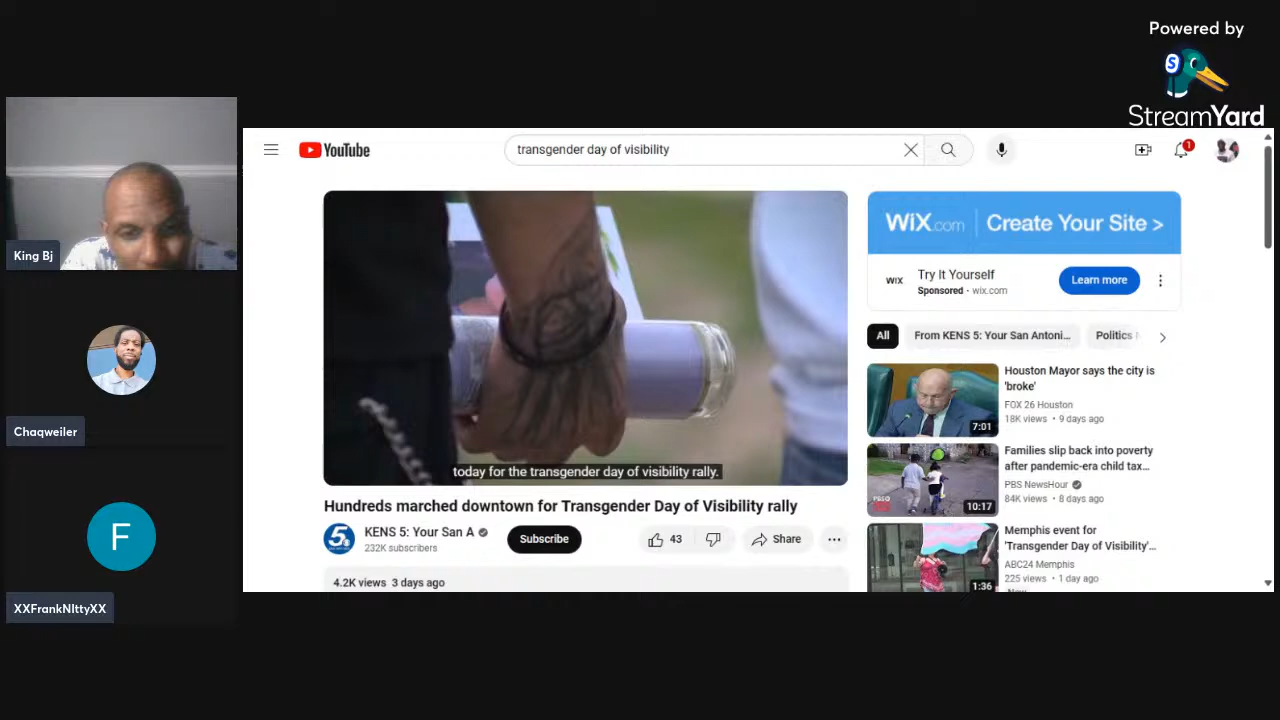 Powered by
StreamYard
King Bj
Chaqweiler
F
XXFrankNIttyXX
YouTube
transgender day of visibility
1
today for the transgender day of visibility rally.
Hundreds marched downtown for Transgender Day of Visibility rally
5
KENS 5: Your San A
232K subscribers
Subscribe
43
Share
4.2K views 3 days ago
WiX.com Create Your Site >
WIX
Try It Yourself
Sponsored · wix.com
Learn more
All
From KENS 5: Your San Antoni...
Politics
7:01
Houston Mayor says the city is
'broke'
FOX 26 Houston
18K views • 9 days ago
10:17
Families slip back into poverty
after pandemic-era child tax...
PBS NewsHour
84K views • 8 days ago
1:36
Memphis event for
'Transgender Day of Visibility'...
ABC24 Memphis
225 views • 1 day ago
New